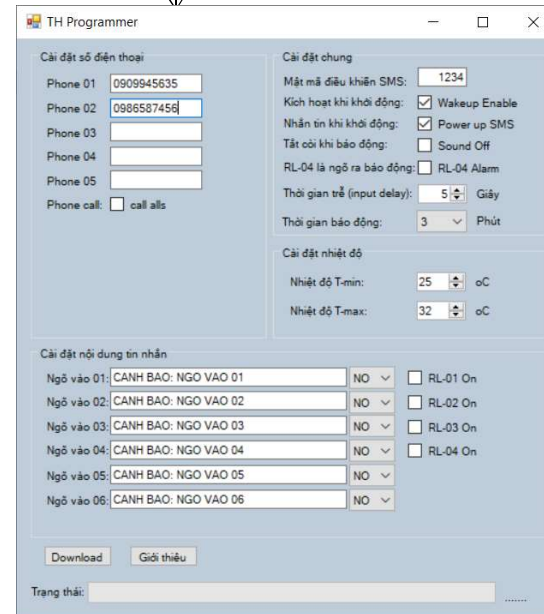 TH Programmer
Cài đặt số điện thoại
Phone 01 0909945635
Phone 02 0986587456
Phone 03
Phone 04
Phone 05
Phone call: call alls
Cài đặt chung
Mật mã điều khiển SMS: 1234
Kích hoạt khi khởi động: Wakeup Enable
Nhắn tin khi khởi động: Power up SMS
Tắt còi khi báo động: Sound Off
RL-04 là ngõ ra báo động: RL-04 Alarm
Thời gian trễ (input delay): 5 Giây
Thời gian báo động: 3 Phút
Cài đặt nhiệt độ
Nhiệt độ T-min: 25 oC
Nhiệt độ T-max: 32 oC
Cài đặt nội dung tin nhắn
Ngõ vào 01: CANH BAO: NGO VAO 01 NO RL-01 On
Ngõ vào 02: CANH BAO: NGO VAO 02 NO RL-02 On
Ngõ vào 03: CANH BAO: NGO VAO 03 NO RL-03 On
Ngõ vào 04: CANH BAO: NGO VAO 04 NO RL-04 On
Ngõ vào 05: CANH BAO: NGO VAO 05 NO
Ngõ vào 06: CANH BAO: NGO VAO 06 NO
Download Giới thiệu
Trạng thái: .......